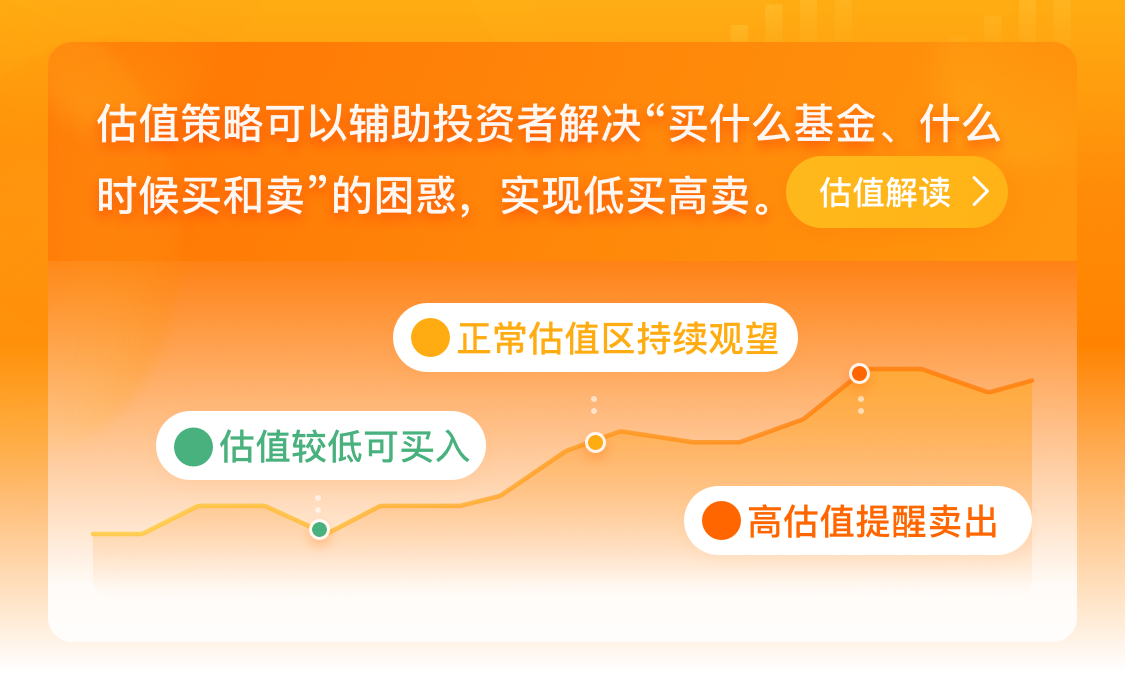 估值策略可以辅助投资者解决“买什么基金、什么
时候买和卖”的困惑，实现低买高卖。
估值解读
正常估值区持续观望
估值较低可买入
高估值提醒卖出